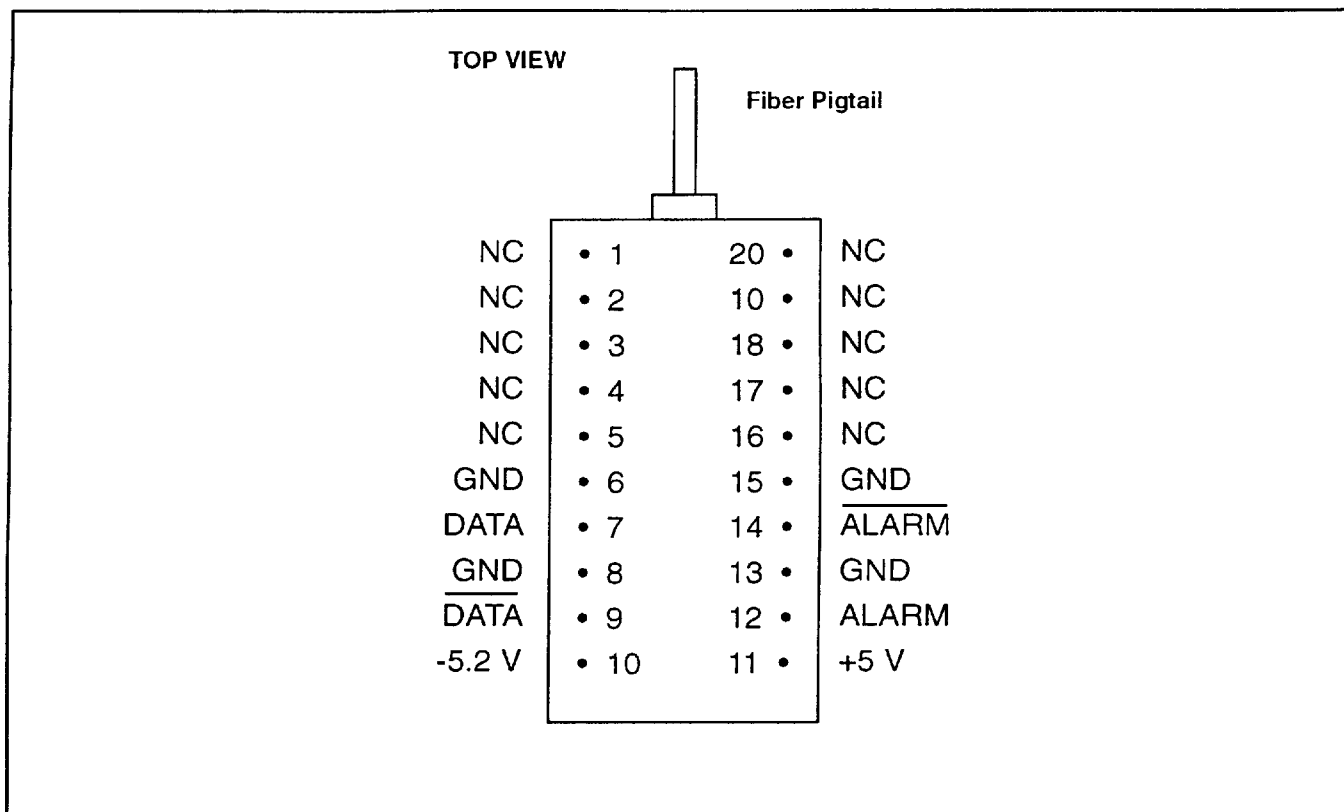 TOP VIEW
Fiber Pigtail
NC • 1 20 • NC
NC • 2 10 • NC
NC • 3 18 • NC
NC • 4 17 • NC
NC • 5 16 • NC
GND • 6 15 • GND
DATA • 7 14 • A̅L̅A̅R̅M̅
GND • 8 13 • GND
D̅A̅T̅A̅ • 9 12 • ALARM
-5.2 V • 10 11 • +5 V